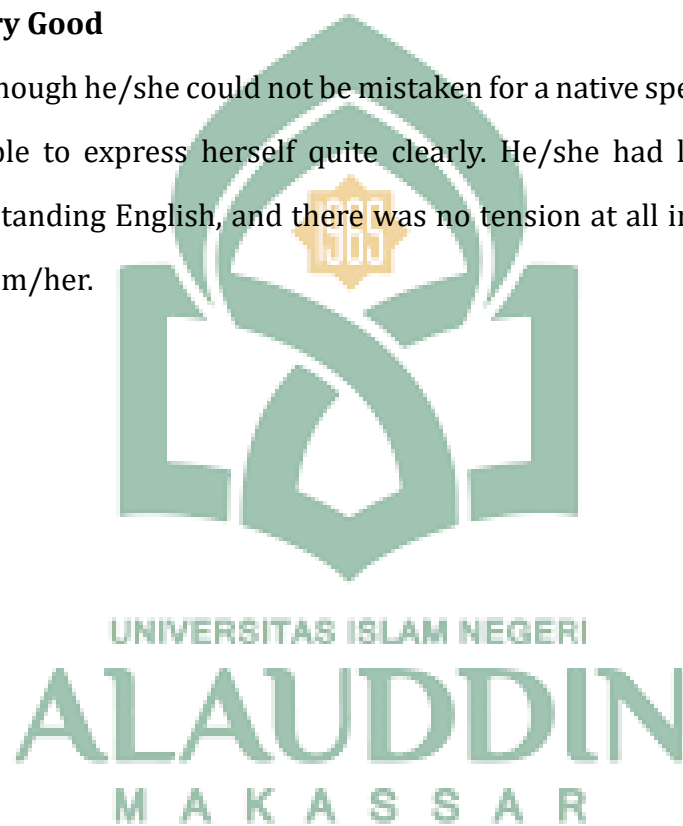 ry Good
hough he/she could not be mistaken for a native spe
ble to express herself quite clearly. He/she had l
tanding English, and there was no tension at all in
m/her.
1965
UNIVERSITAS ISLAM NEGERI
ALAUDDIN
MAKASSAR